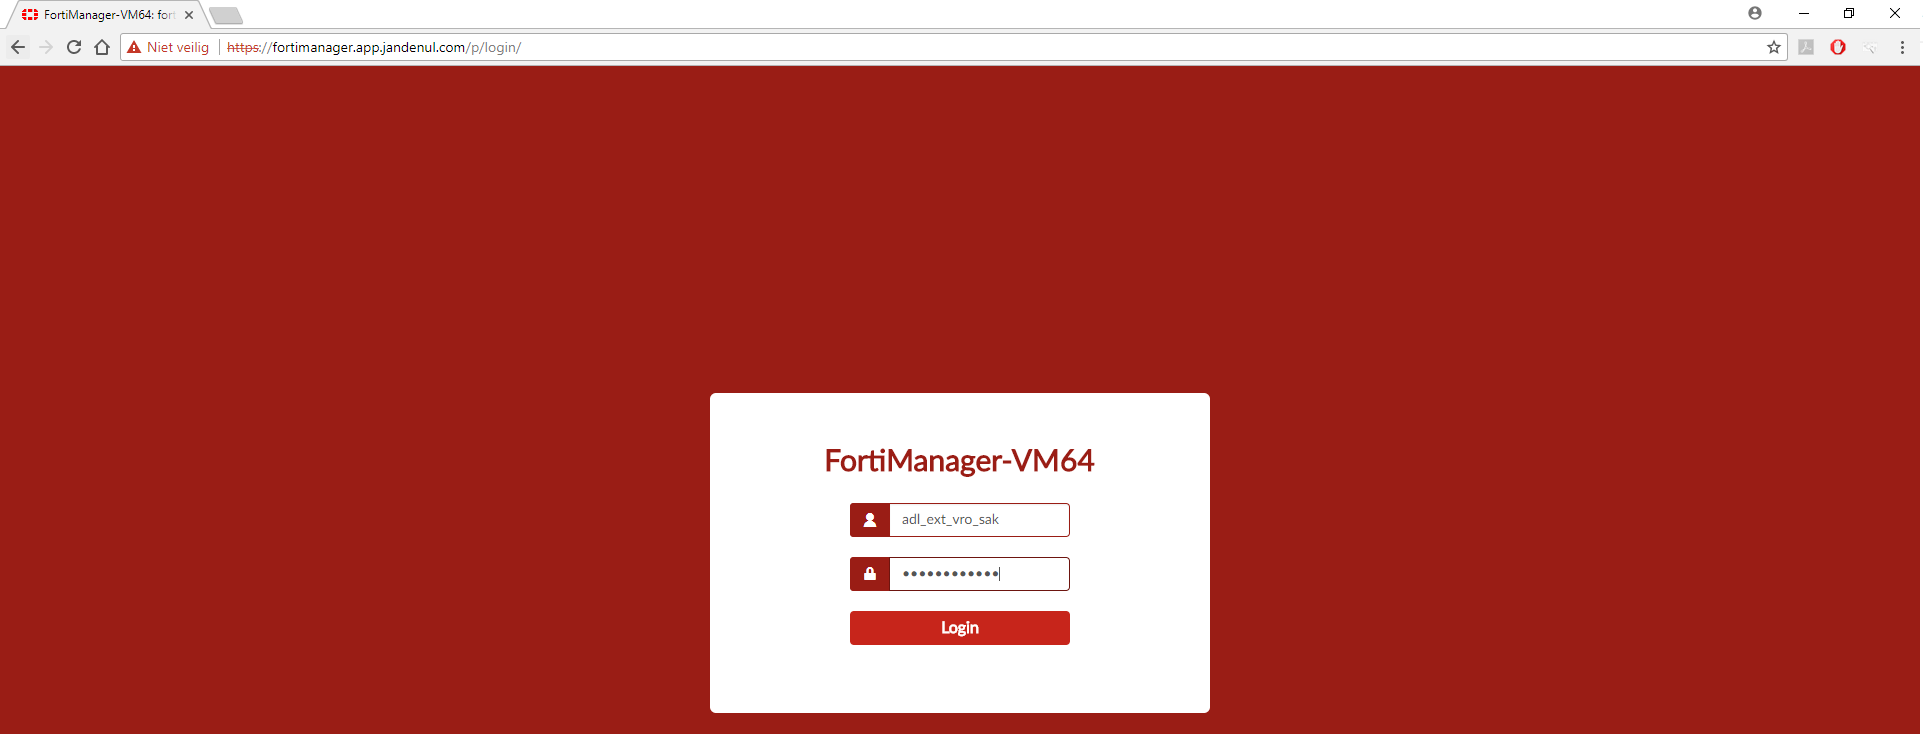 FortiManager-VM64: fort
Niet veilig https://fortimanager.app.jandenul.com/p/login/
FortiManager-VM64
adl_ext_vro_sak
••••••••••••
Login